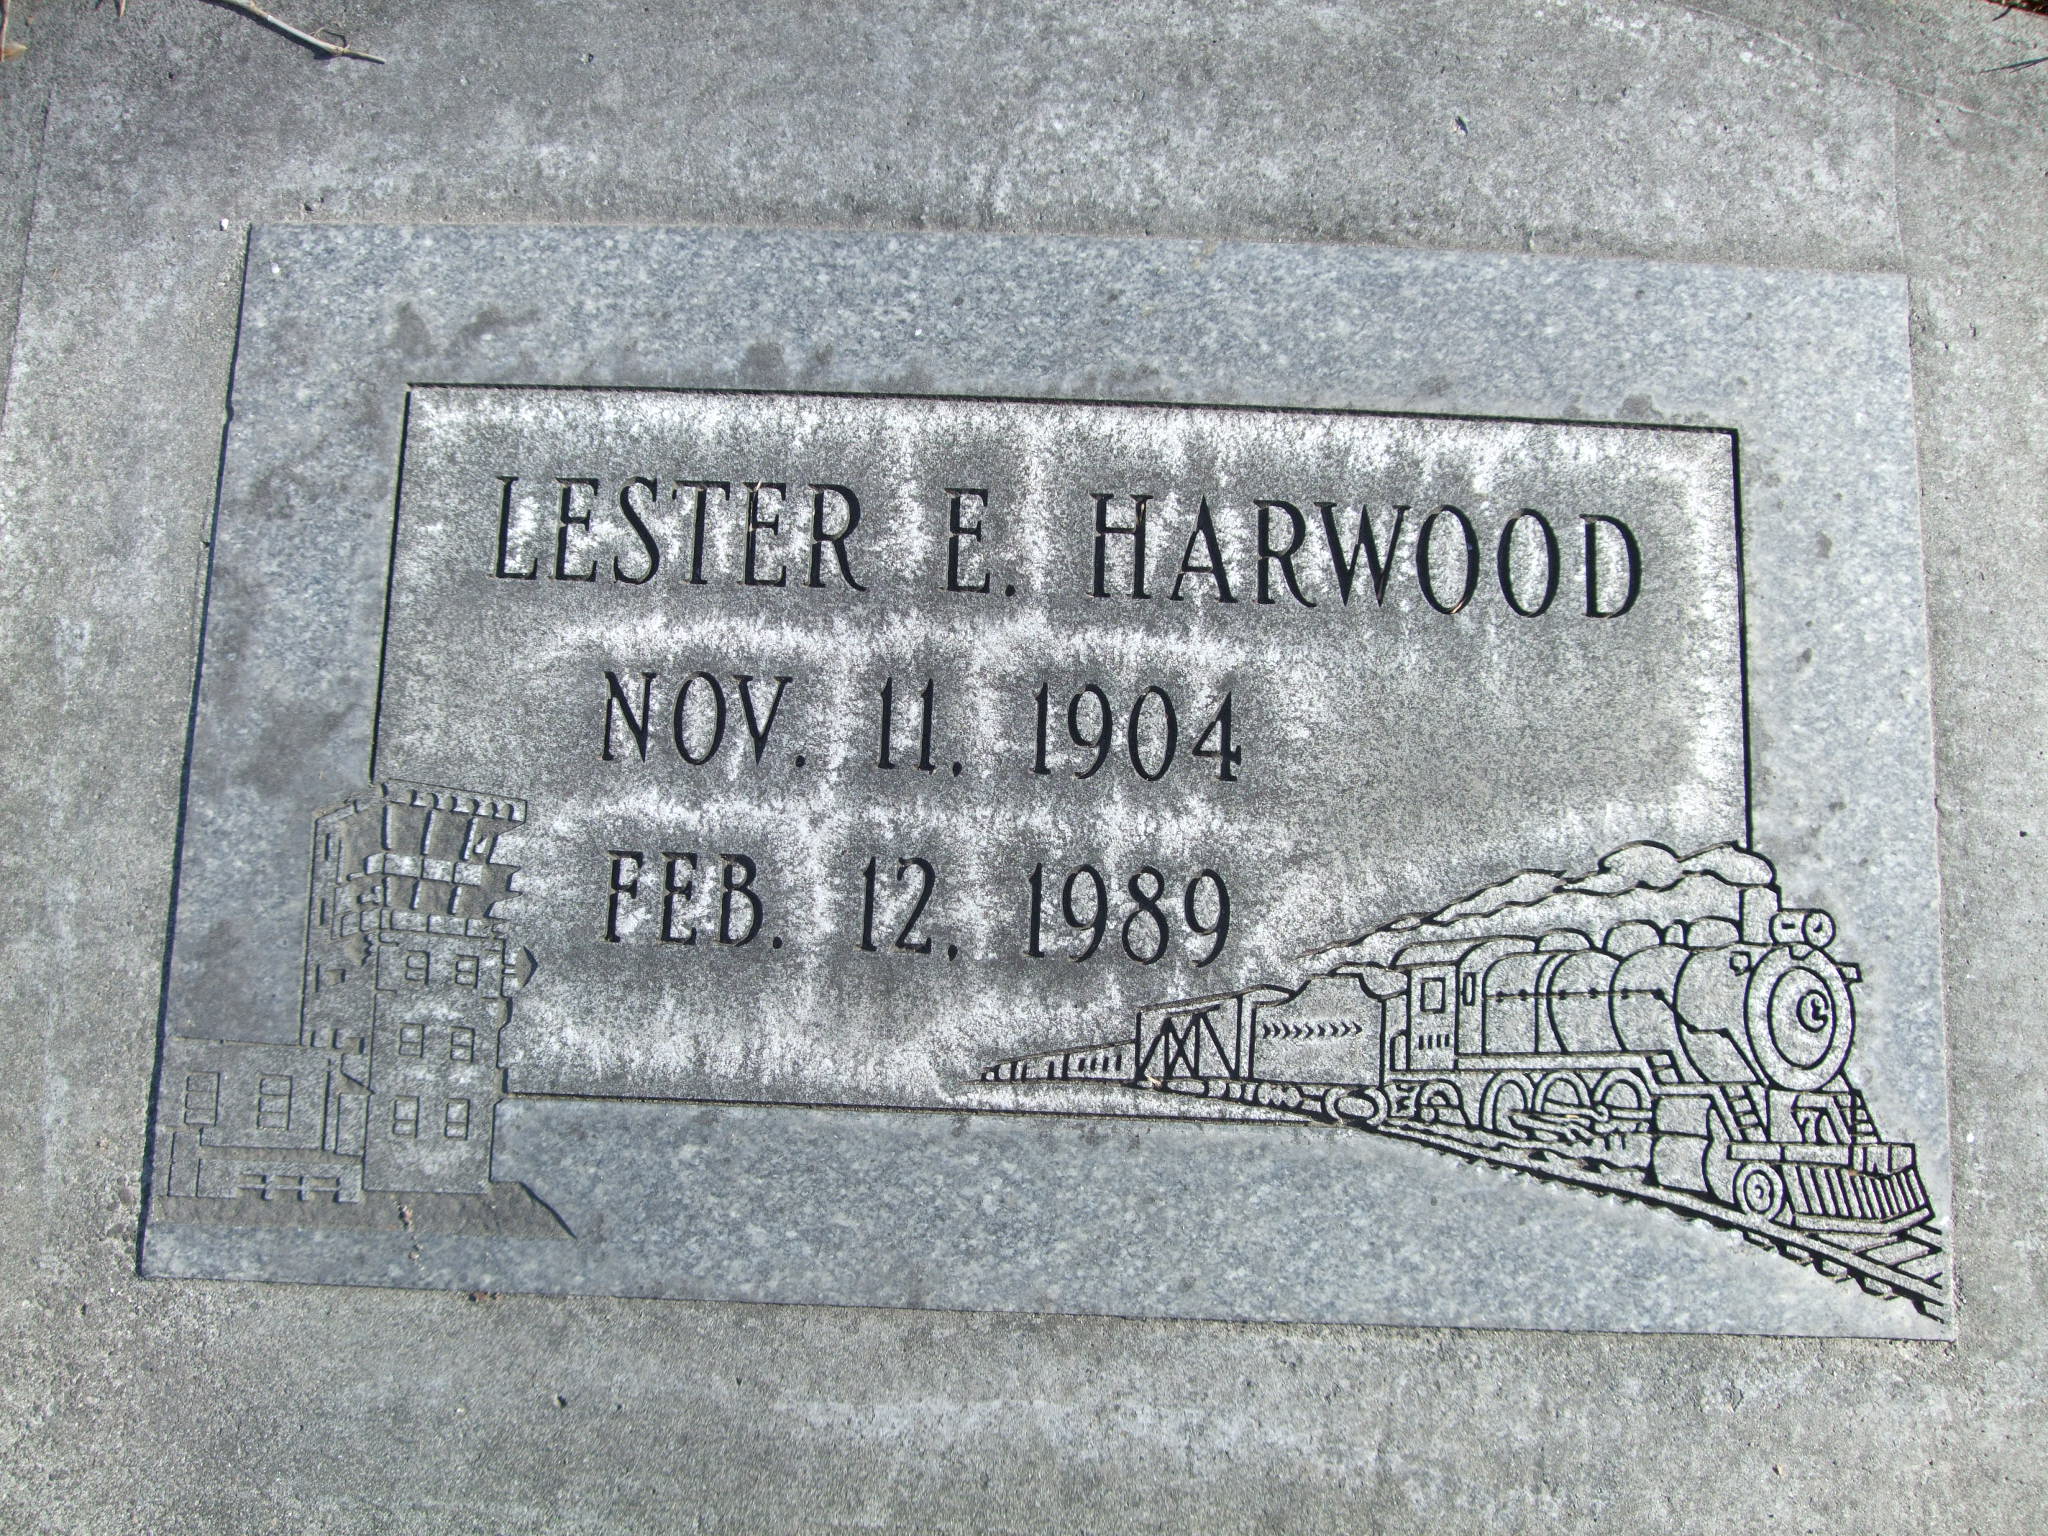 LESTER E. HARWOOD
NOV. 11, 1904
FEB. 12, 1989